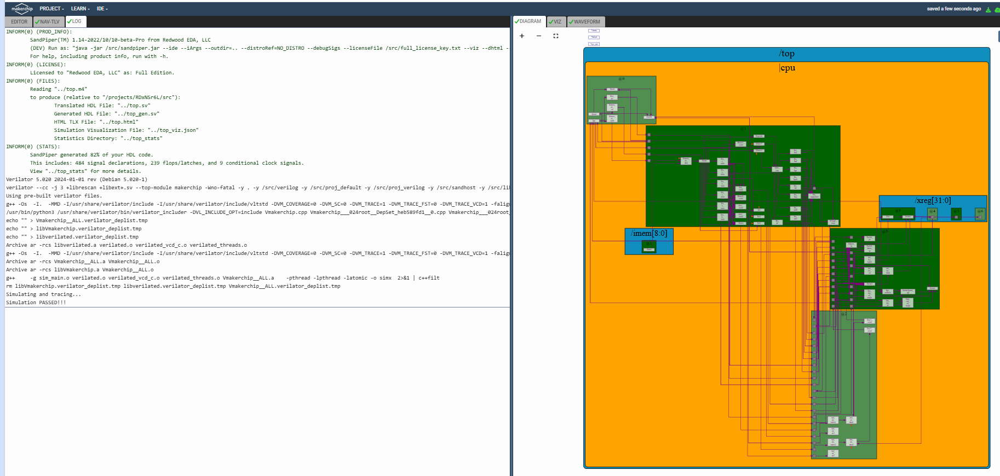 makerchip PROJECT LEARN IDE saved a few seconds ago
EDITOR NAV-TLV LOG
INFORM(0) (PROD_INFO):
SandPiper(TM) 1.14-2022/10/10-beta-Pro from Redwood EDA, LLC
(DEV) Run as: "java -jar /src/sandpiper.jar --ide --iArgs --outdir=.. --distroRef=NO_DISTRO --debugSigs --licenseFile /src/full_license_key.txt --viz --dhtml -
For help, including product info, run with -h.
INFORM(0) (LICENSE):
Licensed to "Redwood EDA, LLC" as: Full Edition.
INFORM(0) (FILES):
Reading "../top.m4"
to produce (relative to "/projects/RDxNSr6L/src"):
Translated HDL File: "../top.sv"
Generated HDL File: "../top_gen.sv"
HTML TLX File: "../top.html"
Simulation Visualization File: "../top_viz.json"
Statistics Directory: "../top_stats"
INFORM(0) (STATS):
SandPiper generated 82% of your HDL code.
This includes: 484 signal declarations, 239 flops/latches, and 9 conditional clock signals.
View "../top_stats" for more details.
Verilator 5.020 2024-01-01 rev (Debian 5.020-1)
verilator --cc -j 3 +librescan +libext+.sv --top-module makerchip -Wno-fatal -y . -y /src/verilog -y /src/proj_default -y /src/proj_verilog -y /src/sandhost -y /src/li
Using pre-built verilator files.
g++ -Os -I. -MMD -I/usr/share/verilator/include -I/usr/share/verilator/include/vltstd -DVM_COVERAGE=0 -DVM_SC=0 -DVM_TRACE=1 -DVM_TRACE_FST=0 -DVM_TRACE_VCD=1 -falign
/usr/bin/python3 /usr/share/verilator/bin/verilator_includer -DVL_INCLUDE_OPT=include Vmakerchip.cpp Vmakerchip___024root__DepSet_heb589fd1__0.cpp Vmakerchip___024root_
echo "" > Vmakerchip__ALL.verilator_deplist.tmp
echo "" > libVmakerchip.verilator_deplist.tmp
echo "" > libverilated.verilator_deplist.tmp
Archive ar -rcs libverilated.a verilated.o verilated_vcd_c.o verilated_threads.o
g++ -Os -I. -MMD -I/usr/share/verilator/include -I/usr/share/verilator/include/vltstd -DVM_COVERAGE=0 -DVM_SC=0 -DVM_TRACE=1 -DVM_TRACE_FST=0 -DVM_TRACE_VCD=1 -falign
Archive ar -rcs Vmakerchip__ALL.a Vmakerchip__ALL.o
Archive ar -rcs libVmakerchip.a Vmakerchip__ALL.o
g++ -g sim_main.o verilated.o verilated_vcd_c.o verilated_threads.o Vmakerchip__ALL.a -pthread -lpthread -latomic -o simx 2>&1 | c++filt
rm libVmakerchip.verilator_deplist.tmp libverilated.verilator_deplist.tmp Vmakerchip__ALL.verilator_deplist.tmp
Simulating and tracing...
Simulation PASSED!!!
DIAGRAM VIZ WAVEFORM
/top
|cpu
@0
/xreg[31:0]
@4
/imem[8:0]